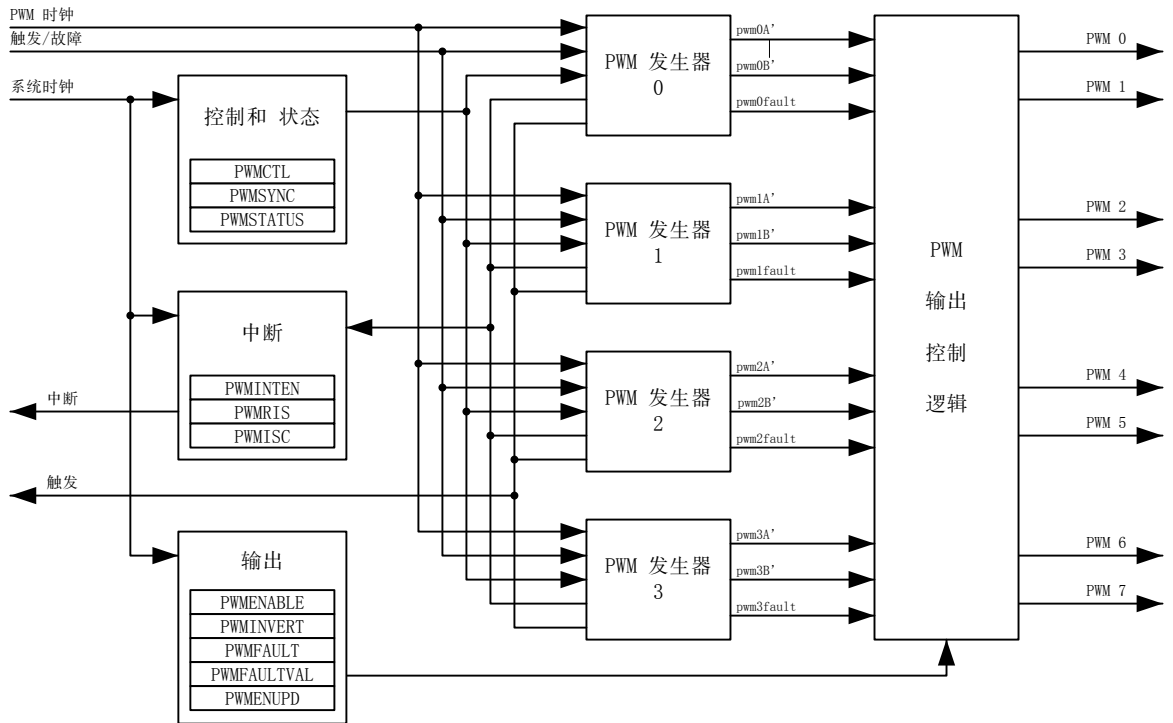 PWM 时钟
触发/故障
系统时钟
控制和 状态
PWMCTL
PWMSYNC
PWMSTATUS
中断
PWMINTEN
PWMRIS
PWMISC
中断
触发
输出
PWMENABLE
PWMINVERT
PWMFAULT
PWMFAULTVAL
PWMENUPD
PWM 发生器
0
pwm0A’
pwm0B’
pwm0fault
PWM 发生器
1
pwm1A’
pwm1B’
pwm1fault
PWM 发生器
2
pwm2A’
pwm2B’
pwm2fault
PWM 发生器
3
pwm3A’
pwm3B’
pwm3fault
PWM
输出
控制
逻辑
PWM 0
PWM 1
PWM 2
PWM 3
PWM 4
PWM 5
PWM 6
PWM 7